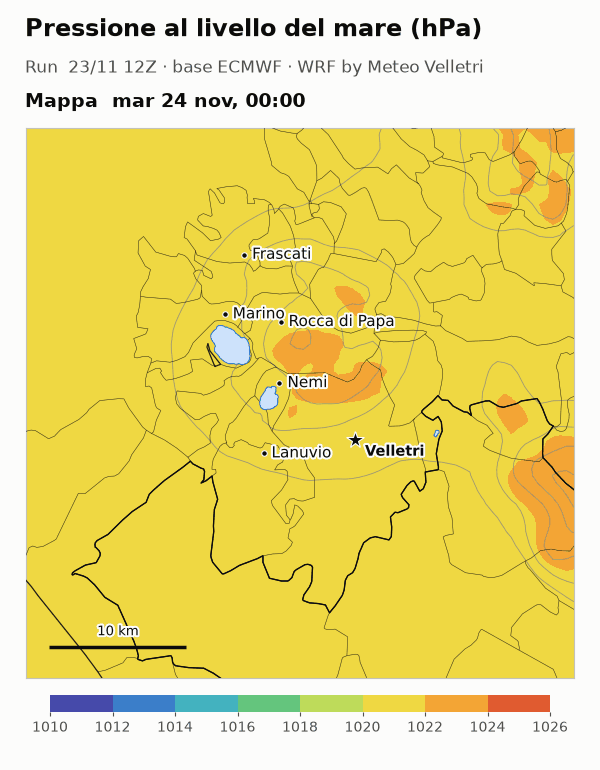 Pressione al livello del mare (hPa)
Run  23/11 12Z · base ECMWF · WRF by Meteo Velletri
Mappa  mar 24 nov, 00:00
Frascati
Marino
Rocca di Papa
Nemi
Velletri
Lanuvio
10 km
1010 1012 1014 1016 1018 1020 1022 1024 1026